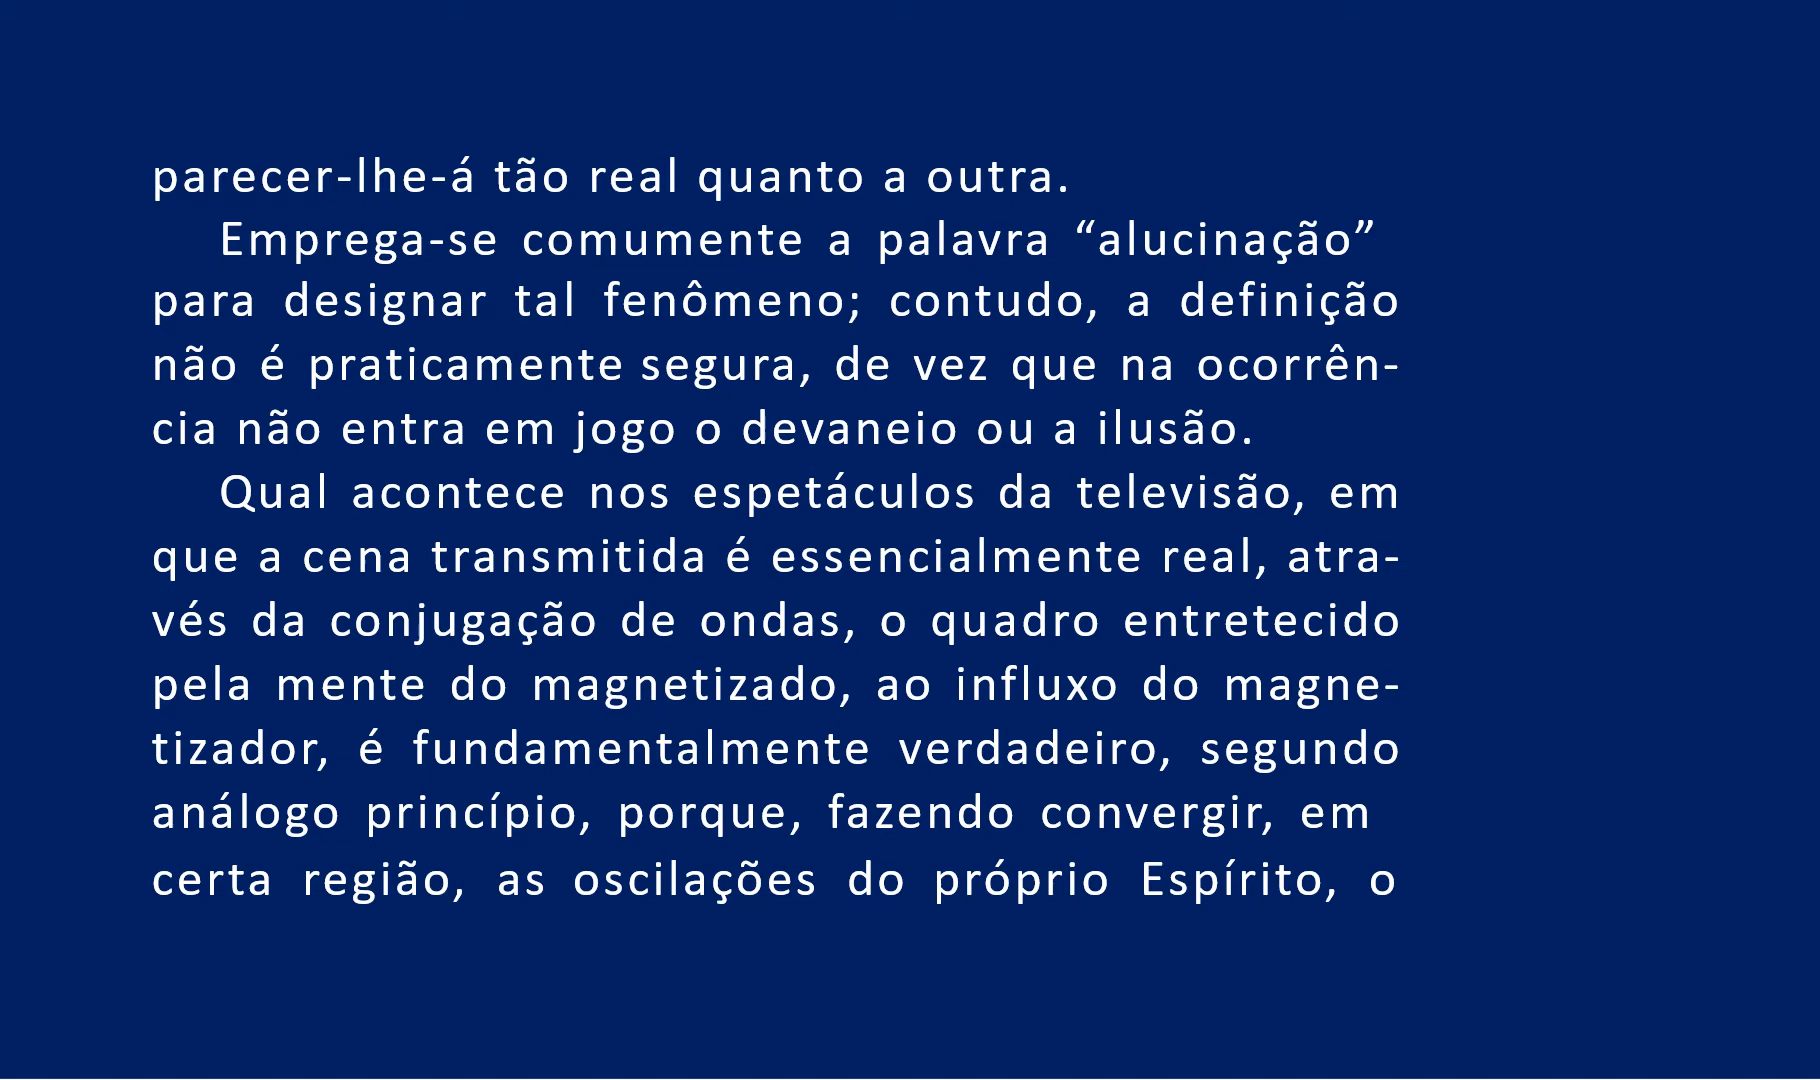 parecer-lhe-á tão real quanto a outra.
Emprega-se comumente a palavra “alucinação”
para designar tal fenômeno; contudo, a definição
não é praticamente segura, de vez que na ocorrên-
cia não entra em jogo o devaneio ou a ilusão.
Qual acontece nos espetáculos da televisão, em
que a cena transmitida é essencialmente real, atra-
vés da conjugação de ondas, o quadro entretecido
pela mente do magnetizado, ao influxo do magne-
tizador, é fundamentalmente verdadeiro, segundo
análogo princípio, porque, fazendo convergir, em
certa região, as oscilações do próprio Espírito, o